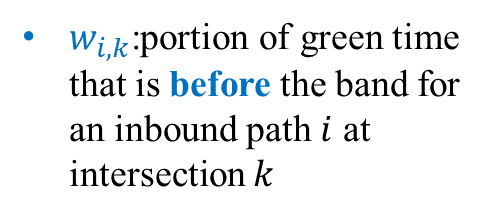 • w_{i,k}:portion of green time
that is before the band for
an inbound path i at
intersection k